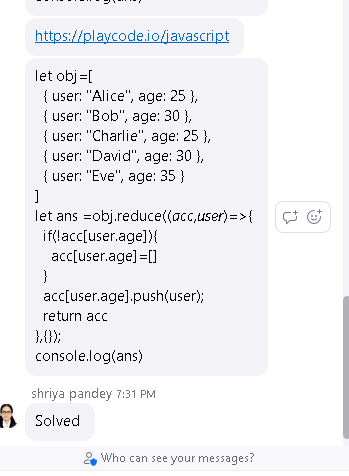 https://playcode.io/javascript
let obj=[
{ user: "Alice", age: 25 },
{ user: "Bob", age: 30 },
{ user: "Charlie", age: 25 },
{ user: "David", age: 30 },
{ user: "Eve", age: 35 }
]
let ans =obj.reduce((acc,user)=>{
if(!acc[user.age]){
acc[user.age]=[]
}
acc[user.age].push(user);
return acc
},{});
console.log(ans)
shriya pandey 7:31 PM
Solved
Who can see your messages?